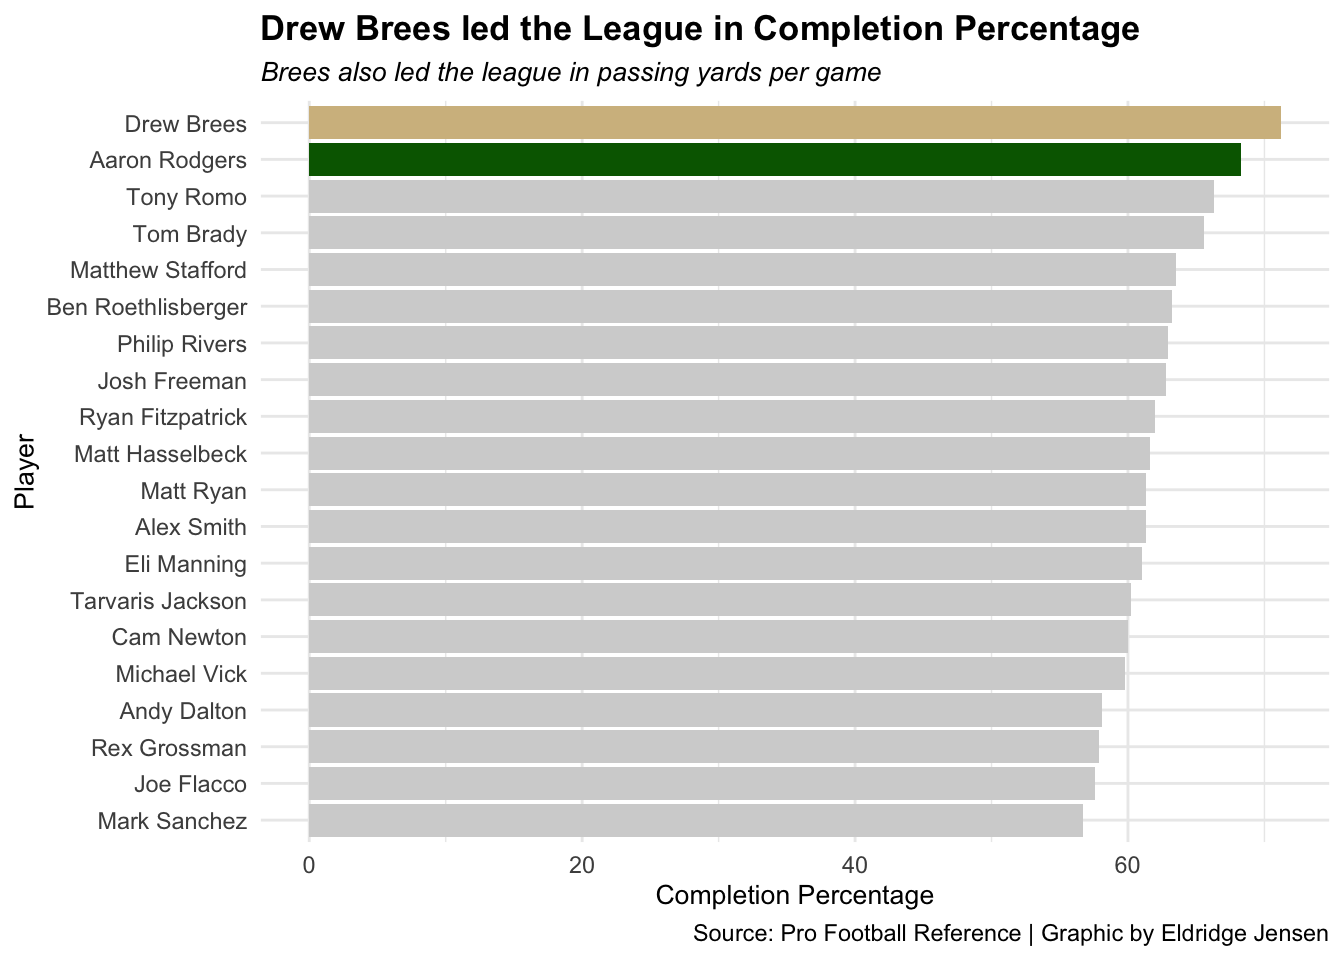 Drew Brees led the League in Completion Percentage
Brees also led the league in passing yards per game
Drew Brees
Aaron Rodgers
Tony Romo
Tom Brady
Matthew Stafford
Ben Roethlisberger
Philip Rivers
Josh Freeman
Ryan Fitzpatrick
Matt Hasselbeck
Matt Ryan
Alex Smith
Eli Manning
Tarvaris Jackson
Cam Newton
Michael Vick
Andy Dalton
Rex Grossman
Joe Flacco
Mark Sanchez
Player
0 20 40 60
Completion Percentage
Source: Pro Football Reference | Graphic by Eldridge Jensen